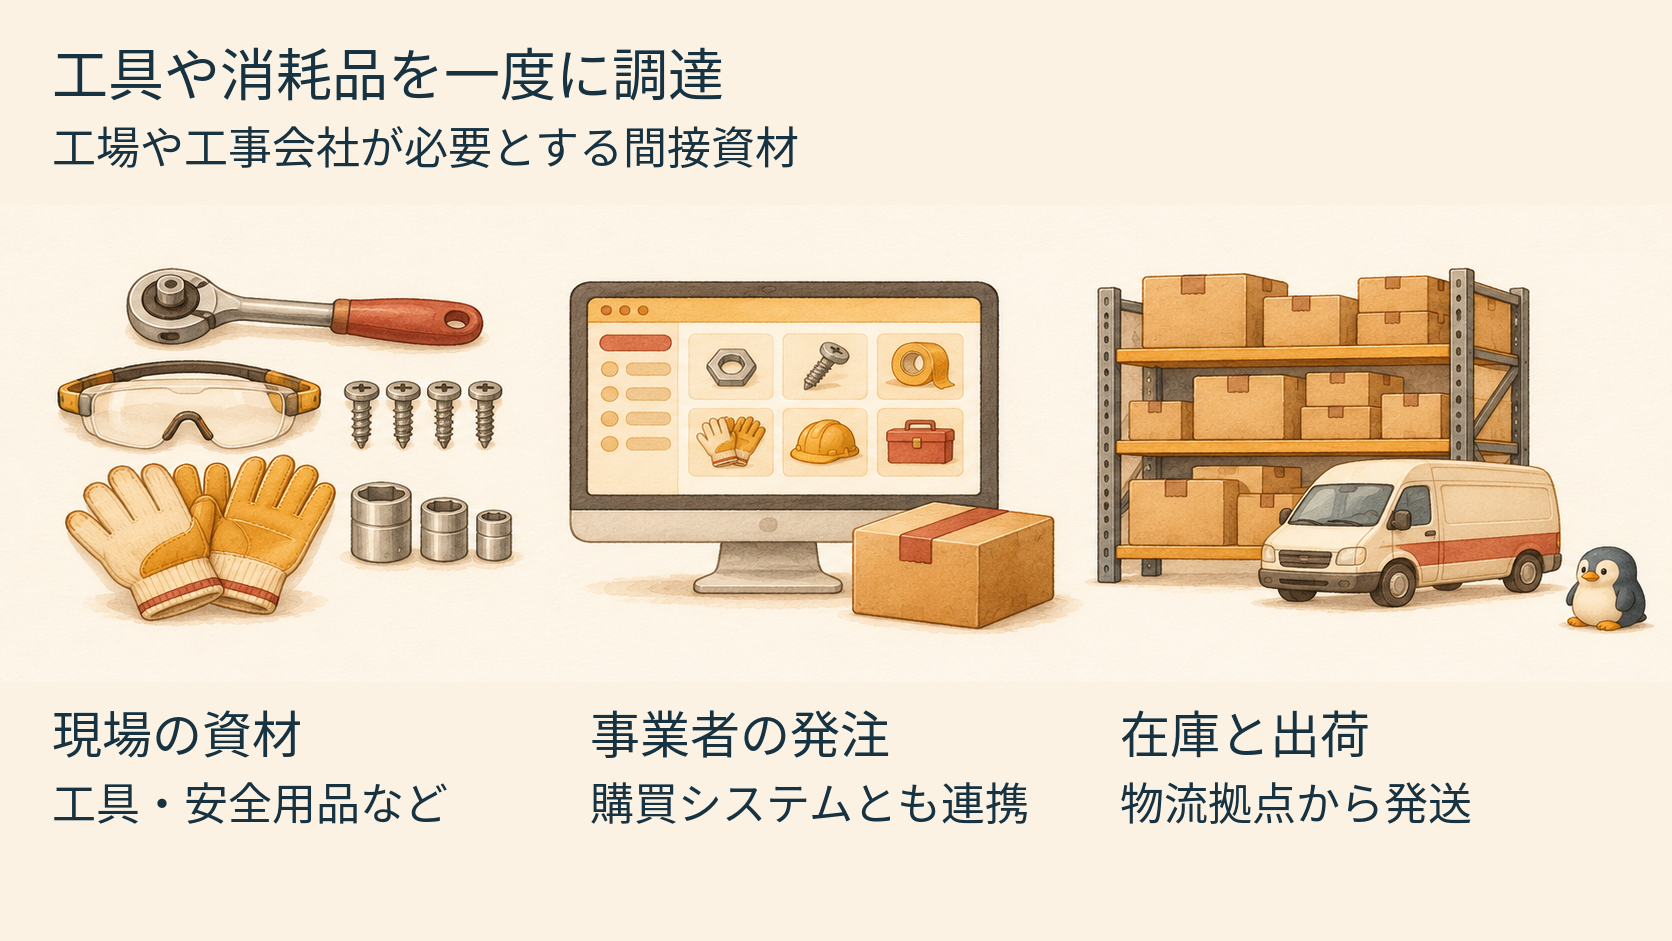 工具や消耗品を一度に調達
工場や工事会社が必要とする間接資材
現場の資材
工具・安全用品など
事業者の発注
購買システムとも連携
在庫と出荷
物流拠点から発送